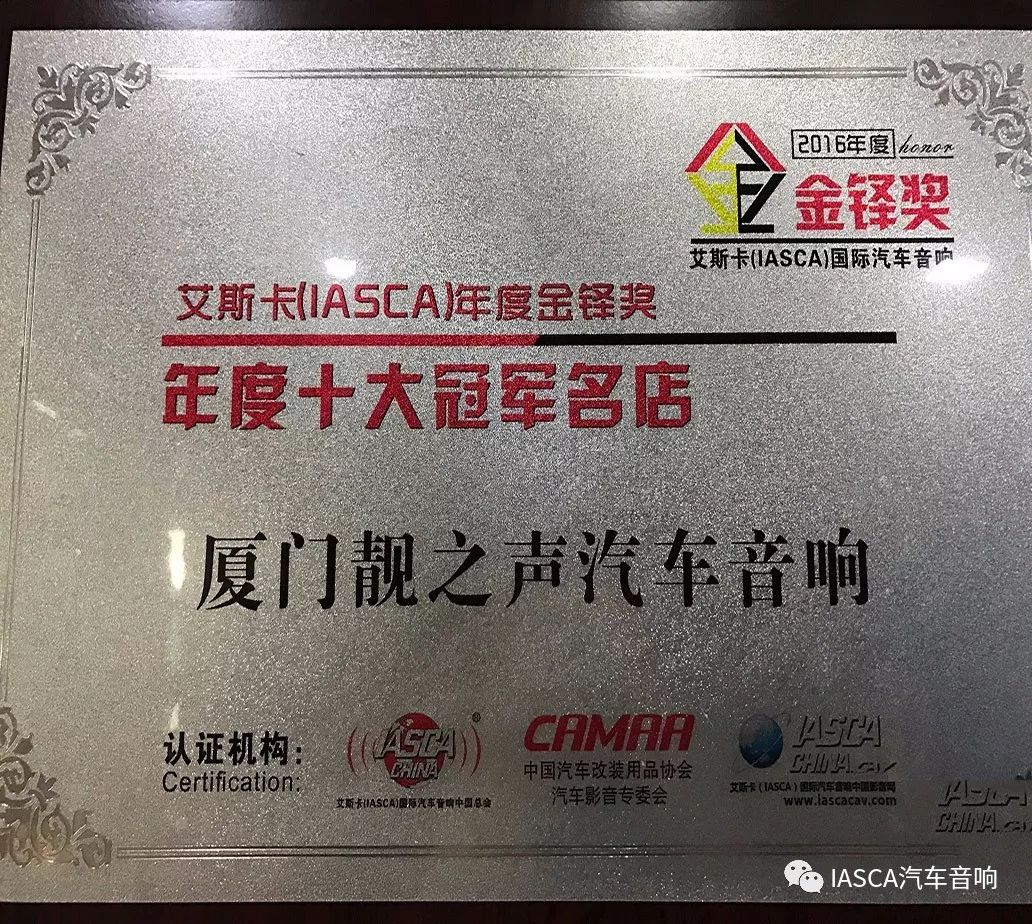 2016年度 honor
金铎奖
艾斯卡(IASCA)国际汽车音响
艾斯卡(IASCA)年度金铎奖
年度十大冠军名店
厦门靓之声汽车音响
认证机构:
Certification:
IASCA
CHINA
®
艾斯卡(IASCA)国际汽车音响中国总会
CAMAA
中国汽车改装用品协会
汽车影音专委会
IASCA
CHINA.CAV
艾斯卡(IASCA)国际汽车音响中国影音网
www.iascacav.com
IASCA
CHINA.CAV
IASCA汽车音响